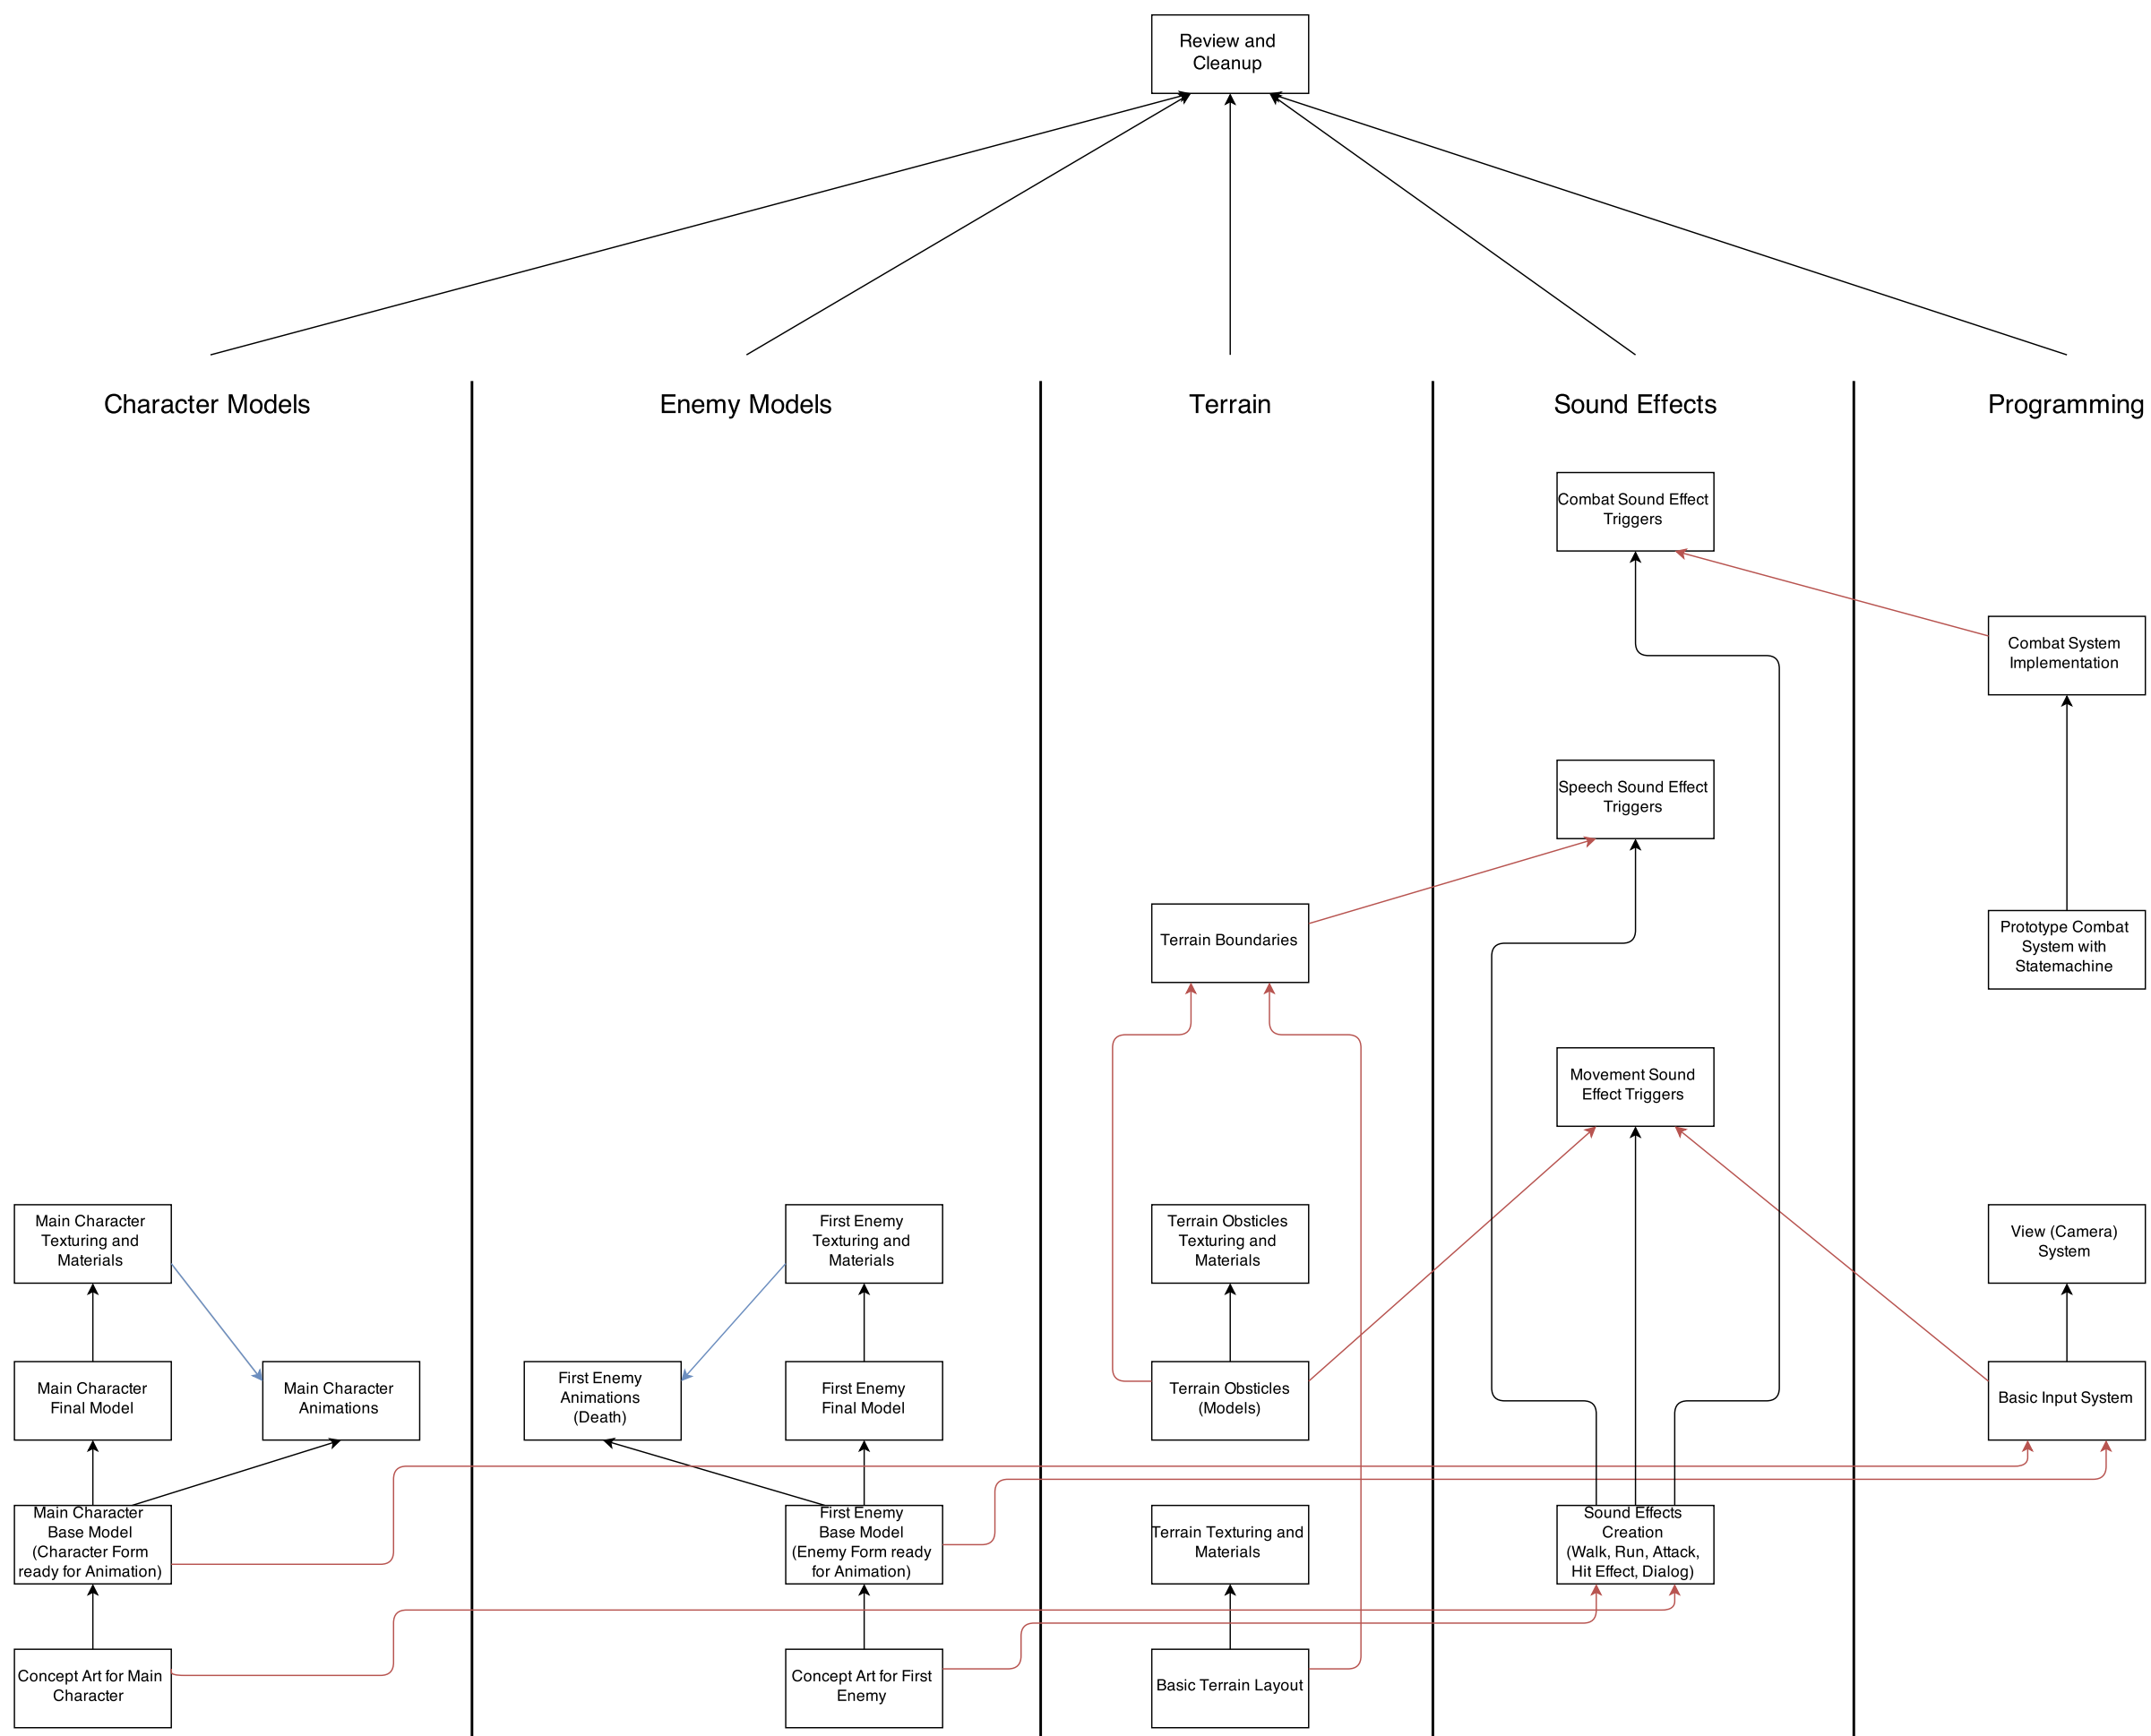 Review and
Cleanup
Character Models
Enemy Models
Terrain
Sound Effects
Programming
Combat Sound Effect
Triggers
Combat System
Implementation
Speech Sound Effect
Triggers
Terrain Boundaries
Prototype Combat
System with
Statemachine
Movement Sound
Effect Triggers
Main Character
Texturing and
Materials
First Enemy
Texturing and
Materials
Terrain Obsticles
Texturing and
Materials
View (Camera)
System
Main Character
Final Model
Main Character
Animations
First Enemy
Animations
(Death)
First Enemy
Final Model
Terrain Obsticles
(Models)
Basic Input System
Main Character
Base Model
(Character Form
ready for Animation)
First Enemy
Base Model
(Enemy Form ready
for Animation)
Terrain Texturing and
Materials
Sound Effects
Creation
(Walk, Run, Attack,
Hit Effect, Dialog)
Concept Art for Main
Character
Concept Art for First
Enemy
Basic Terrain Layout